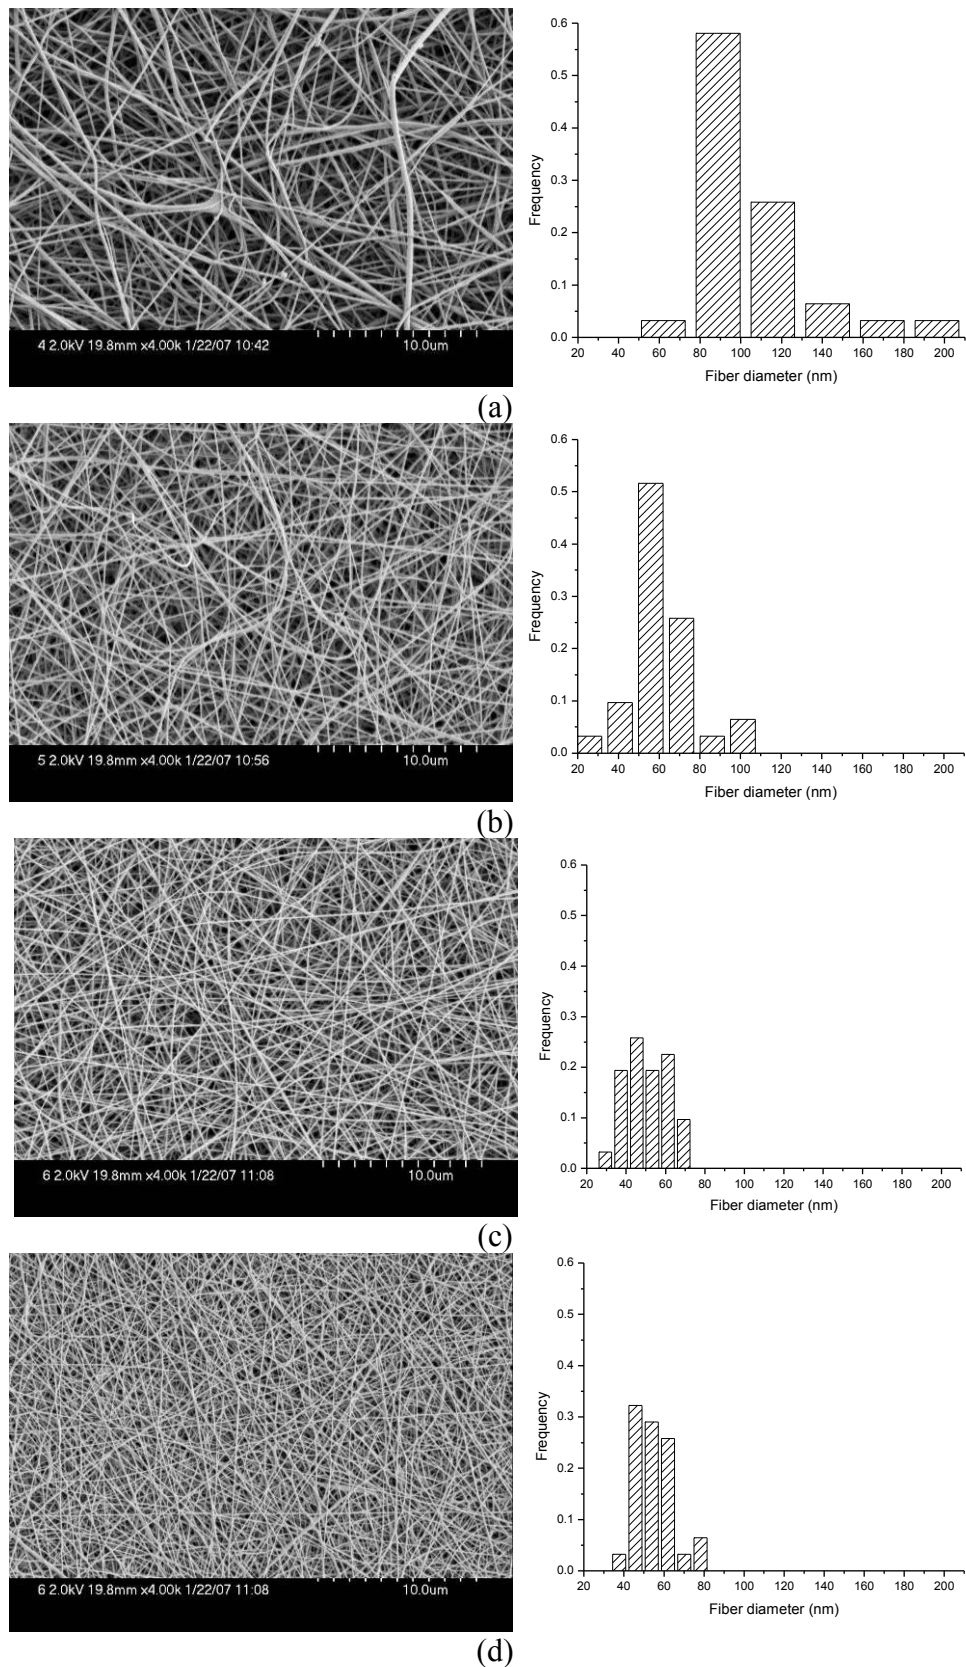 0.6
0.5
0.4
0.3
0.2
0.1
0.0
Frequency
20 40 60 80 100 120 140 160 180 200
Fiber diameter (nm)
4 2.0kV 19.8mm x4.00k 1/22/07 10:42 10.0um
(a)
0.6
0.5
0.4
0.3
0.2
0.1
0.0
Frequency
20 40 60 80 100 120 140 160 180 200
Fiber diameter (nm)
5 2.0kV 19.8mm x4.00k 1/22/07 10:56 10.0um
(b)
0.6
0.5
0.4
0.3
0.2
0.1
0.0
Frequency
20 40 60 80 100 120 140 160 180 200
Fiber diameter (nm)
6 2.0kV 19.8mm x4.00k 1/22/07 11:08 10.0um
(c)
0.6
0.5
0.4
0.3
0.2
0.1
0.0
Frequency
20 40 60 80 100 120 140 160 180 200
Fiber diameter (nm)
6 2.0kV 19.8mm x4.00k 1/22/07 11:08 10.0um
(d)